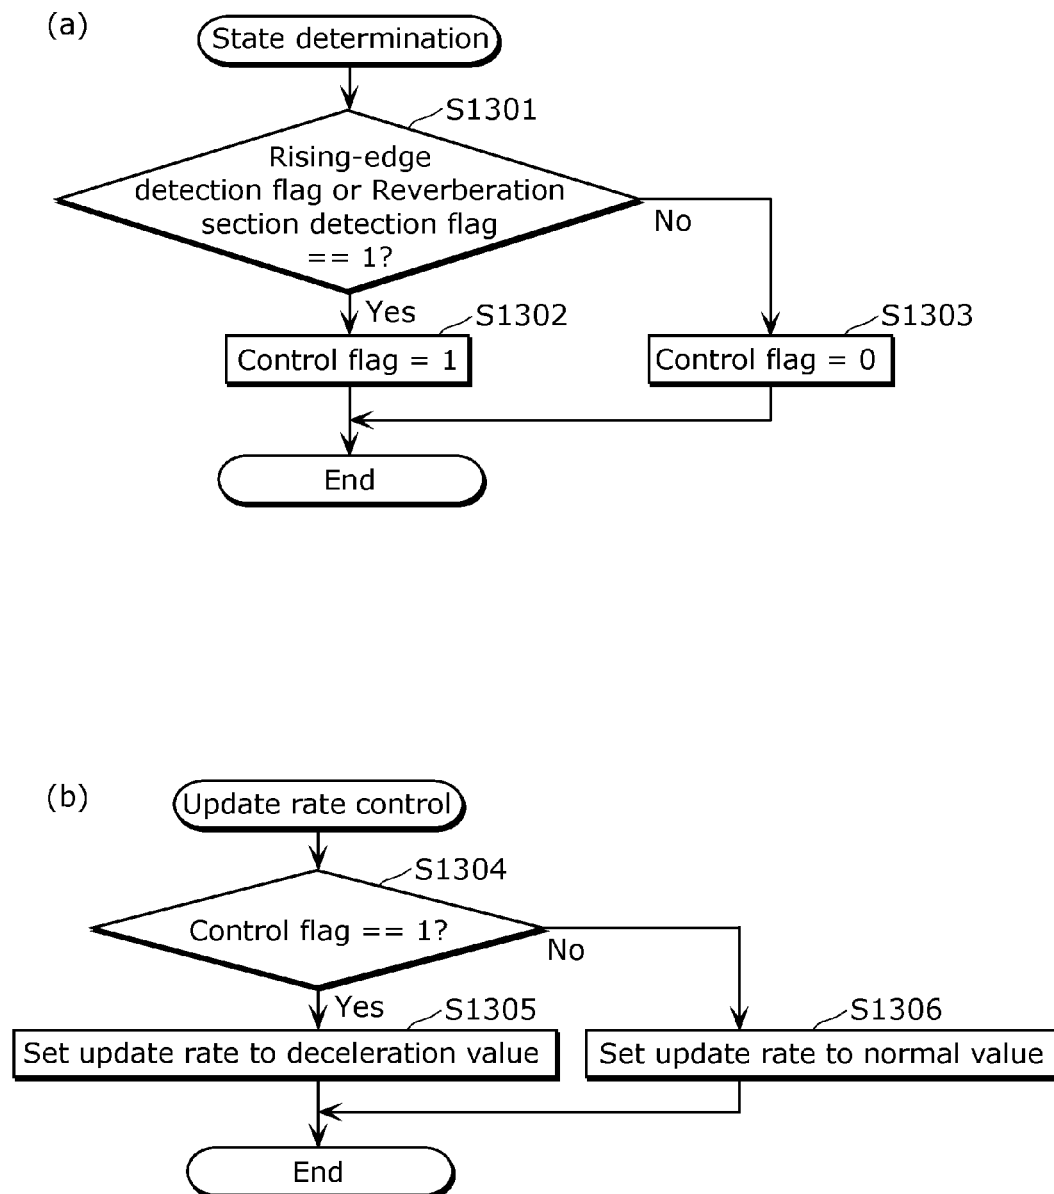 (a)
State determination
S1301
Rising-edge
detection flag or Reverberation
section detection flag
== 1?
No
Yes
S1302
S1303
Control flag = 1
Control flag = 0
End
(b)
Update rate control
S1304
Control flag == 1?
No
Yes
S1305
S1306
Set update rate to deceleration value
Set update rate to normal value
End